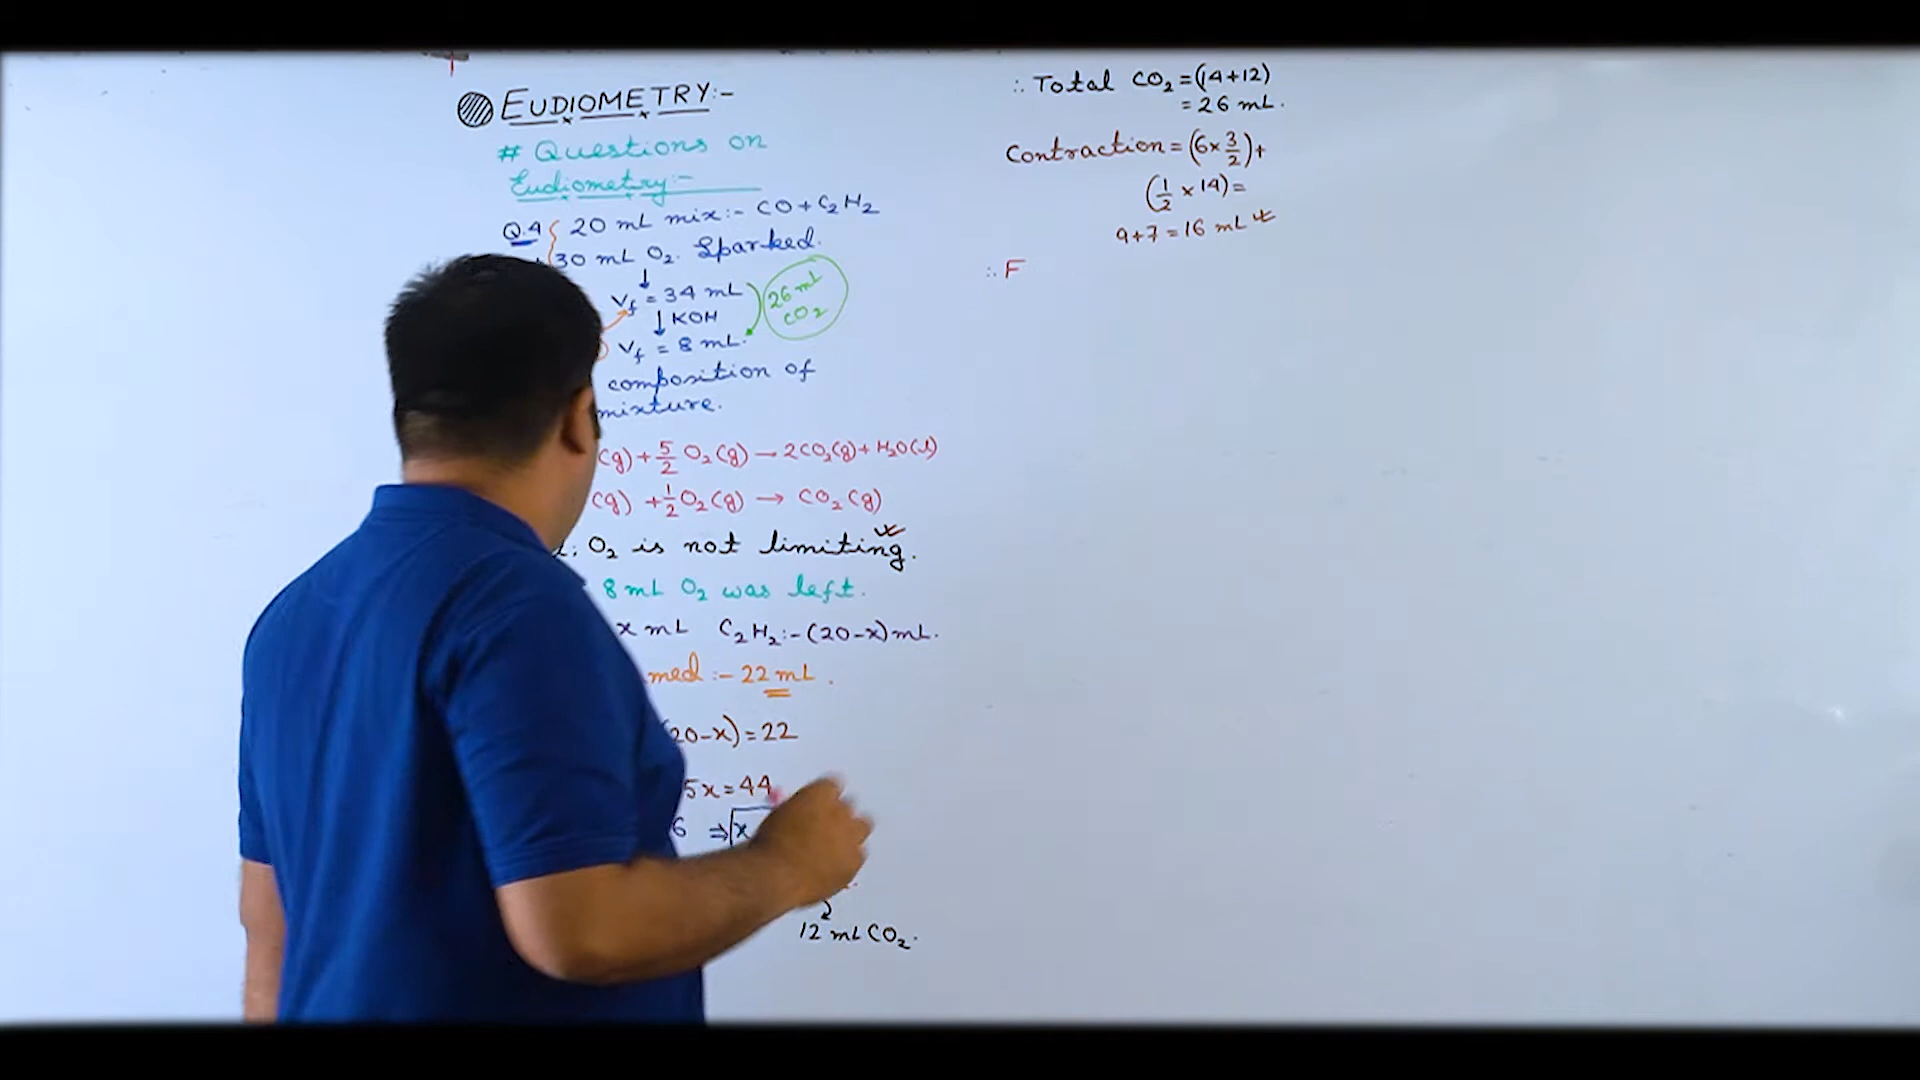 EUDIOMETRY:-
# Questions on
Eudiometry:-
Q.4 20 mL mix:- CO+C₂H₂
30 mL O₂. Sparked.
↓
V_f = 34 mL
↓ KOH
26 mL
CO₂
V_f = 8 mL.
composition of
mixture.
(g) + 5/2 O₂(g) → 2CO₂(g) + H₂O(l)
(g) + 1/2 O₂(g) → CO₂(g)
O₂ is not limiting.
8 mL O₂ was left.
x mL C₂H₂:- (20-x) mL.
med :- 22 mL.
20-x) = 22
5x = 44
6 ⇒ x
12 mL CO₂.
∴ Total CO₂ = (14+12)
= 26 mL.
Contraction = (6×3/2)+
(1/2 × 14) =
9+7 = 16 mL
∴ F